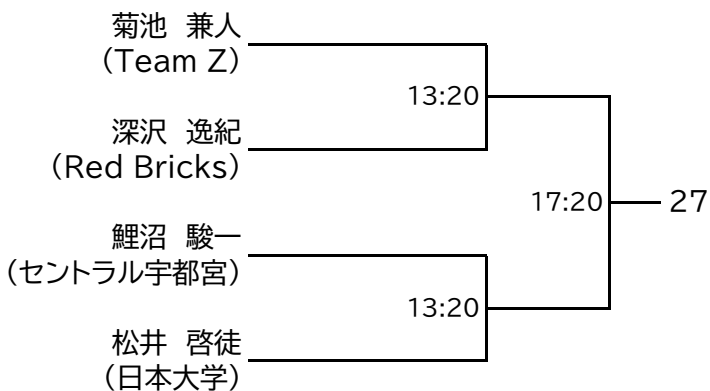 菊池 兼人
(Team Z)
13:20
深沢 逸紀
(Red Bricks)
17:20
27
鯉沼 駿一
(セントラル宇都宮)
13:20
松井 啓徒
(日本大学)